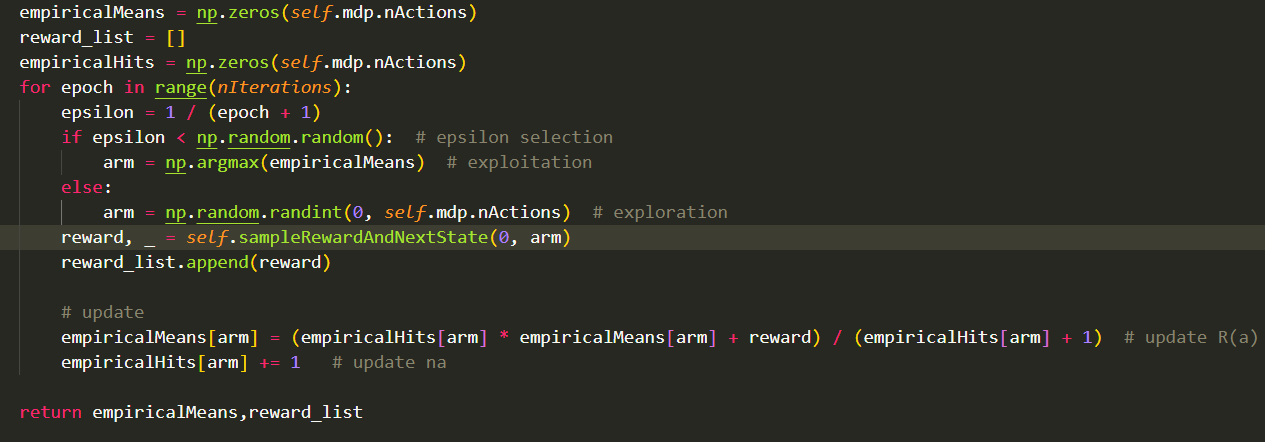 empiricalMeans = np.zeros(self.mdp.nActions)
reward_list = []
empiricalHits = np.zeros(self.mdp.nActions)
for epoch in range(nIterations):
    epsilon = 1 / (epoch + 1)
    if epsilon < np.random.random():  # epsilon selection
        arm = np.argmax(empiricalMeans)  # exploitation
    else:
        arm = np.random.randint(0, self.mdp.nActions)  # exploration
    reward, _ = self.sampleRewardAndNextState(0, arm)
    reward_list.append(reward)

    # update
    empiricalMeans[arm] = (empiricalHits[arm] * empiricalMeans[arm] + reward) / (empiricalHits[arm] + 1)  # update R(a)
    empiricalHits[arm] += 1   # update na

return empiricalMeans,reward_list